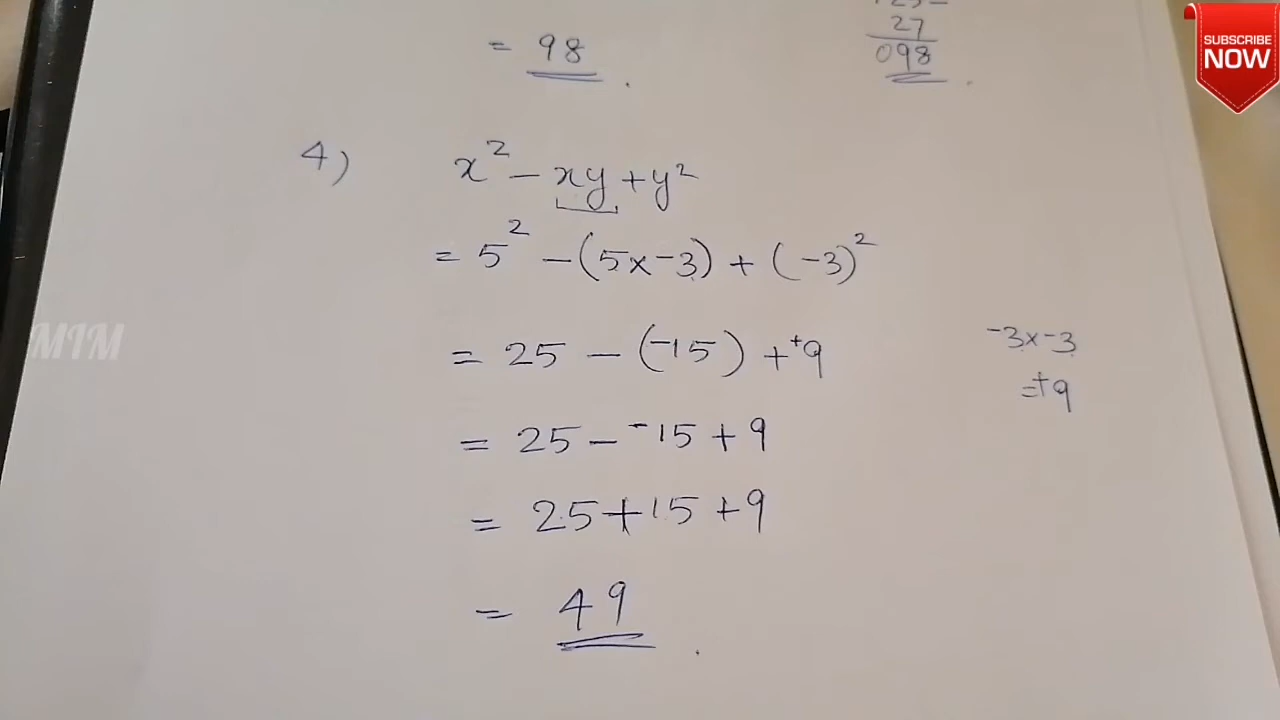 27
= 98
098
SUBSCRIBE
NOW
4)
x² - xy + y²
= 5² - (5x-3) + (-3)²
MIM
= 25 - (-15) + +9
-3x-3
= +9
= 25 - -15 + 9
= 25 + 15 + 9
= 49